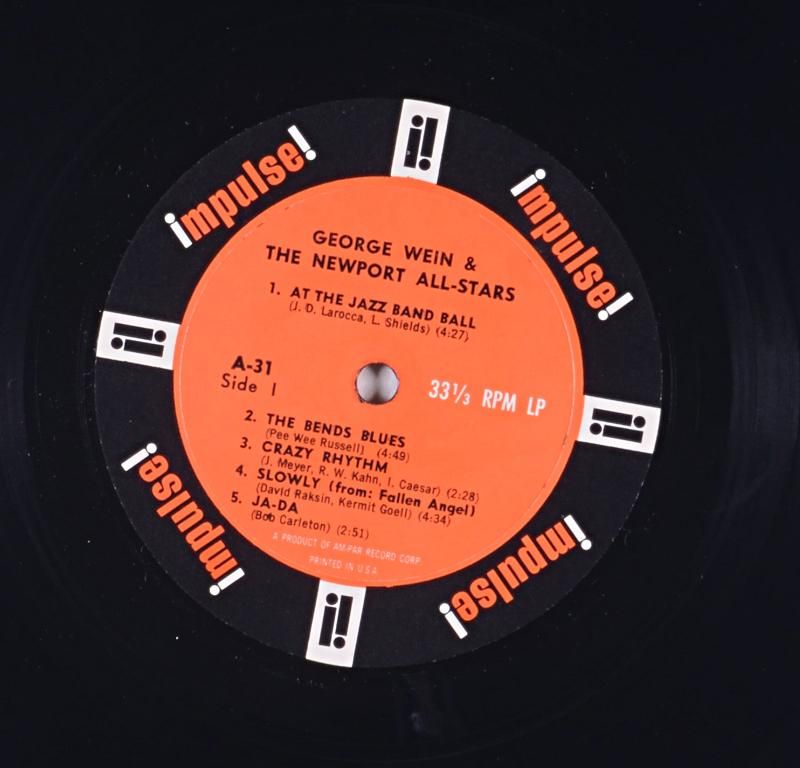 impulse!
impulse!
GEORGE WEIN &
THE NEWPORT ALL-STARS
1. AT THE JAZZ BAND BALL
(J. D. Larocca, L. Shields) (4:27)
A-31
Side 1
33⅓ RPM LP
2. THE BENDS BLUES
(Pee Wee Russell) (4:49)
3. CRAZY RHYTHM
(J. Meyer, R. W. Kahn, I. Caesar) (2:28)
4. SLOWLY (from: Fallen Angel)
(David Raksin, Kermit Goell) (4:34)
5. JA-DA
(Bob Carleton) (2:51)
A PRODUCT OF AM-PAR RECORD CORP.
PRINTED IN U.S.A.
impulse!
impulse!